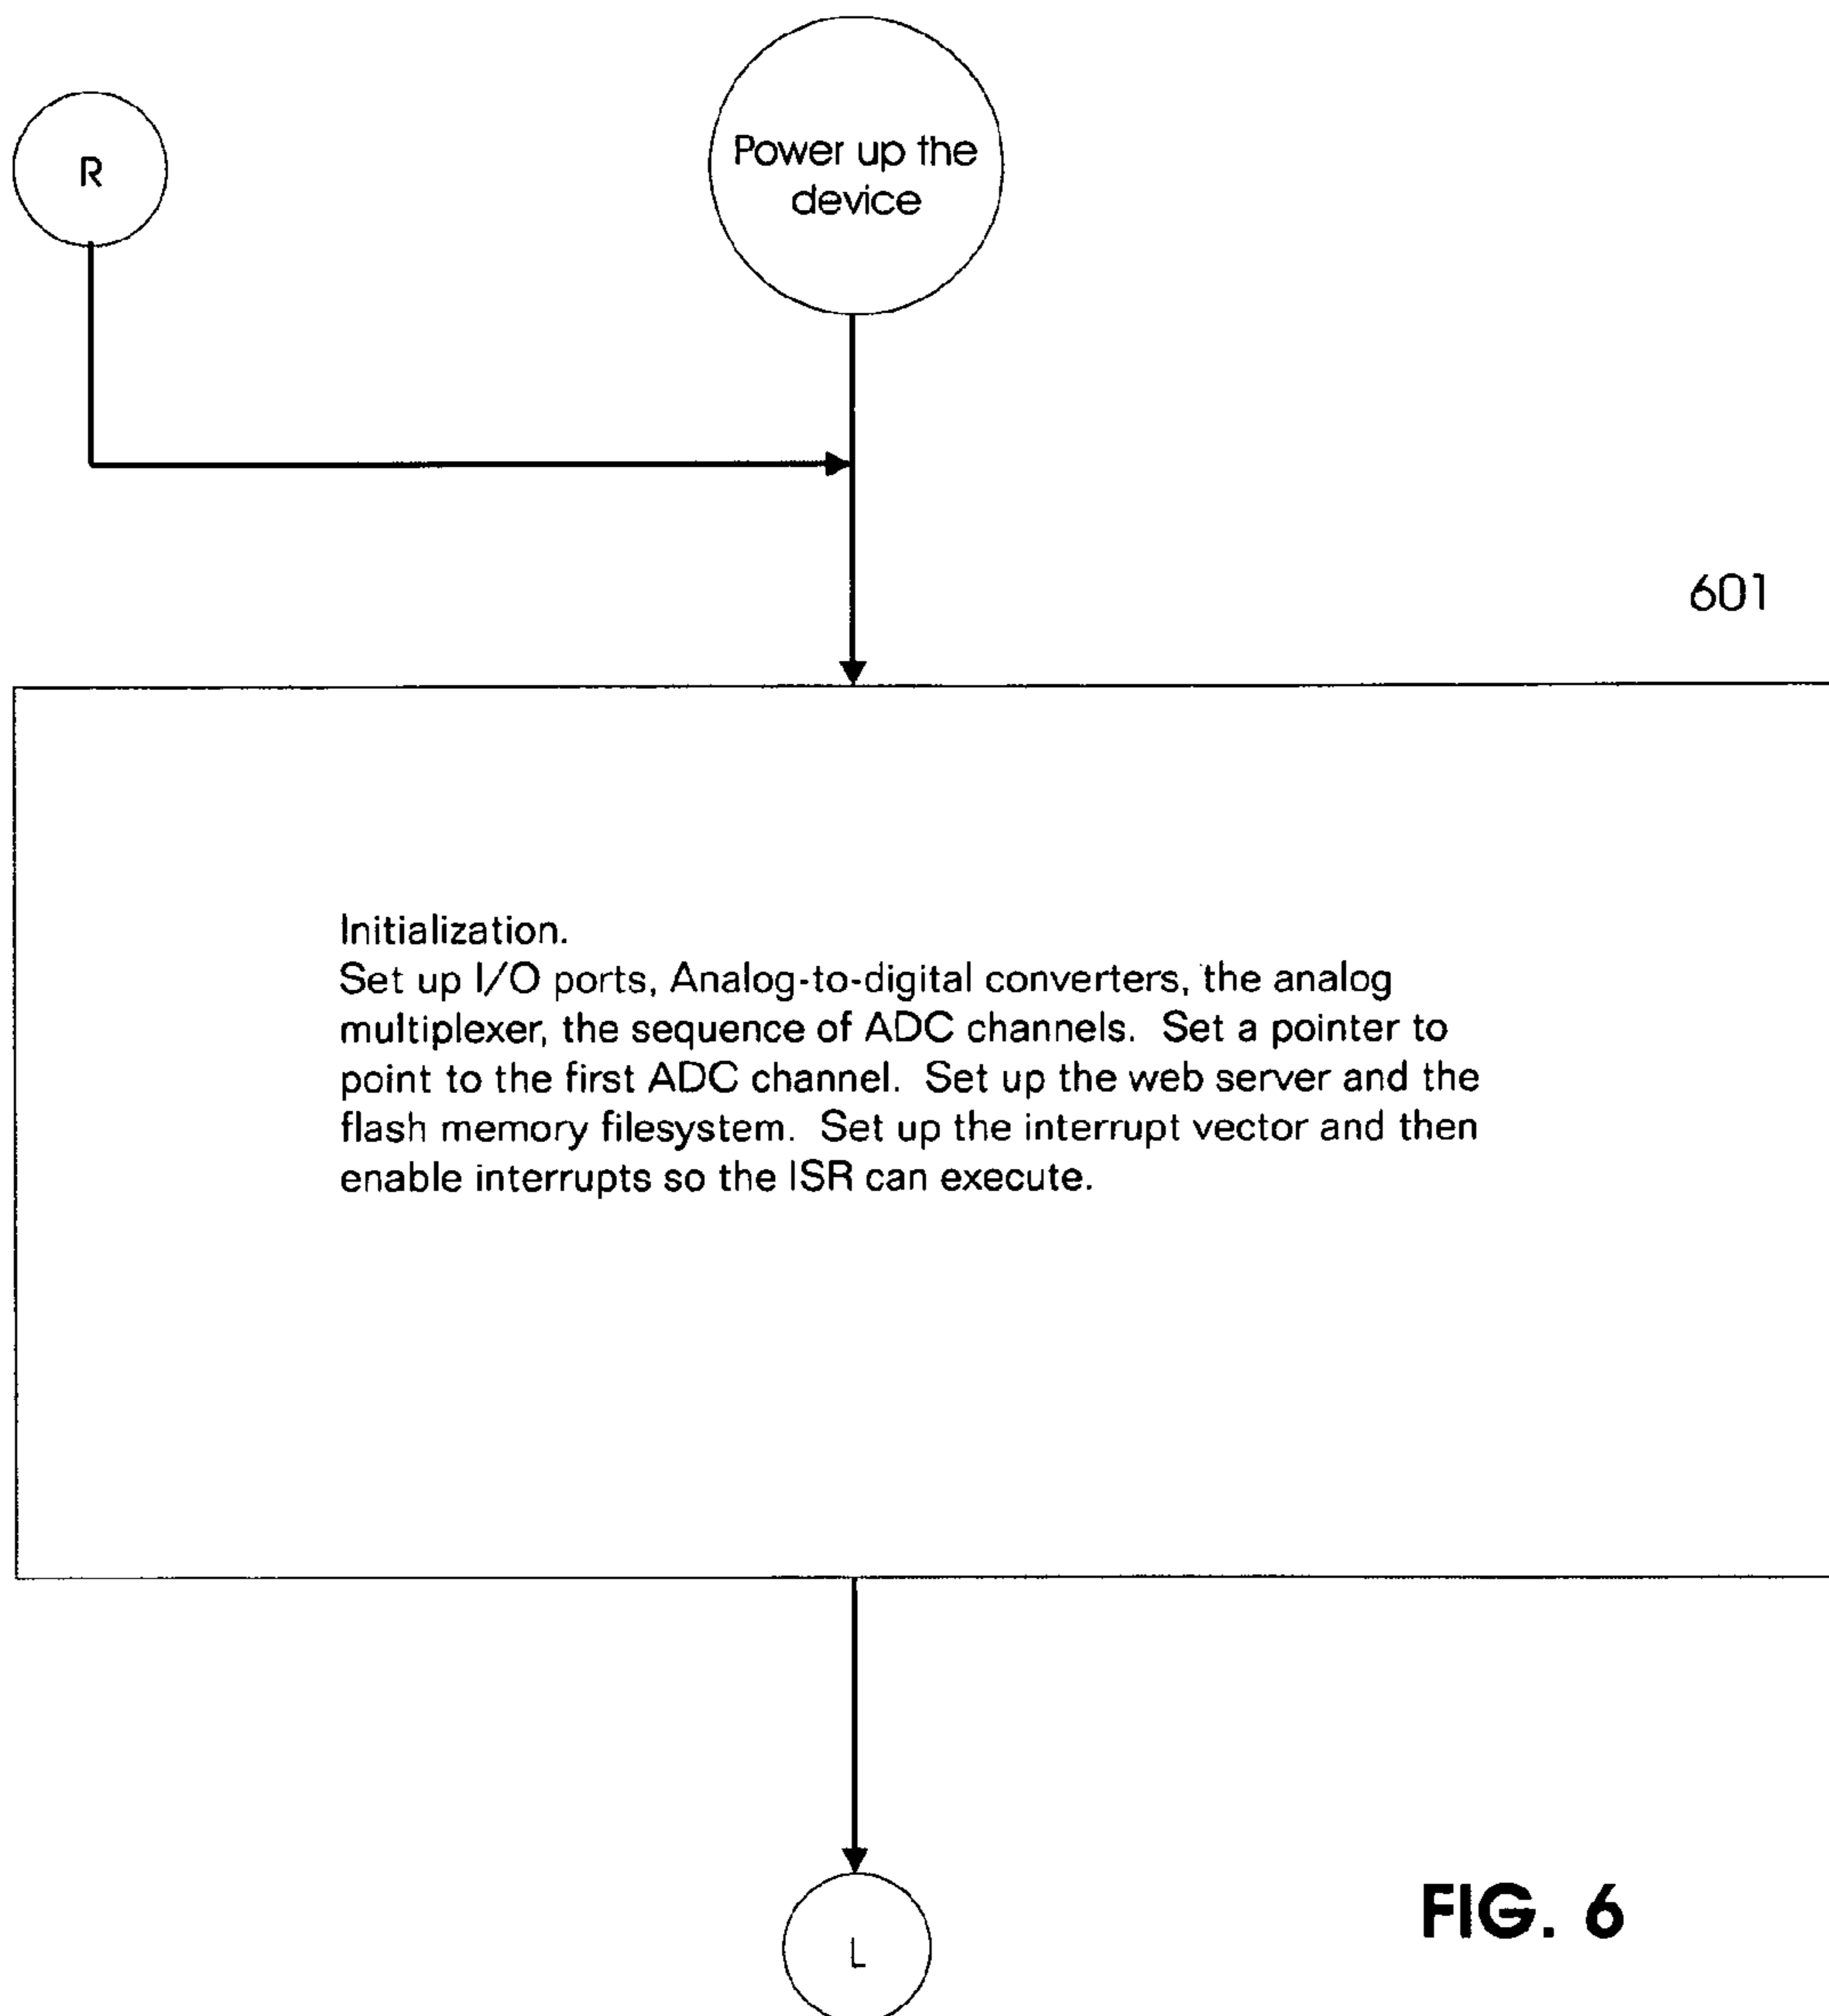 R
Power up the
device
601
Initialization.
Set up I/O ports, Analog-to-digital converters, the analog
multiplexer, the sequence of ADC channels.  Set a pointer to
point to the first ADC channel.  Set up the web server and the
flash memory filesystem.  Set up the interrupt vector and then
enable interrupts so the ISR can execute.
L
FIG. 6